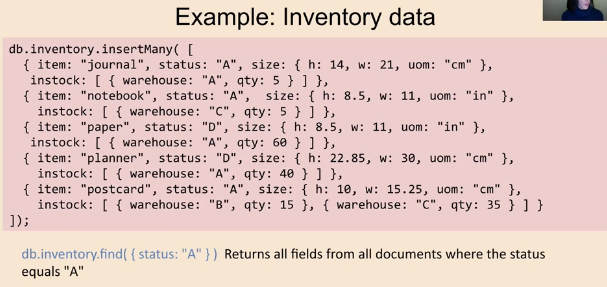 Example: Inventory data
db.inventory.insertMany( [
{ item: "journal", status: "A", size: { h: 14, w: 21, uom: "cm" },
instock: [ { warehouse: "A", qty: 5 } ] },
{ item: "notebook", status: "A",  size: { h: 8.5, w: 11, uom: "in" },
instock: [ { warehouse: "C", qty: 5 } ] },
{ item: "paper", status: "D", size: { h: 8.5, w: 11, uom: "in" },
instock: [ { warehouse: "A", qty: 60 } ] },
{ item: "planner", status: "D", size: { h: 22.85, w: 30, uom: "cm" },
instock: [ { warehouse: "A", qty: 40 } ] },
{ item: "postcard", status: "A", size: { h: 10, w: 15.25, uom: "cm" },
instock: [ { warehouse: "B", qty: 15 }, { warehouse: "C", qty: 35 } ] }
]);
db.inventory.find( { status: "A" } )  Returns all fields from all documents where the status
equals "A"